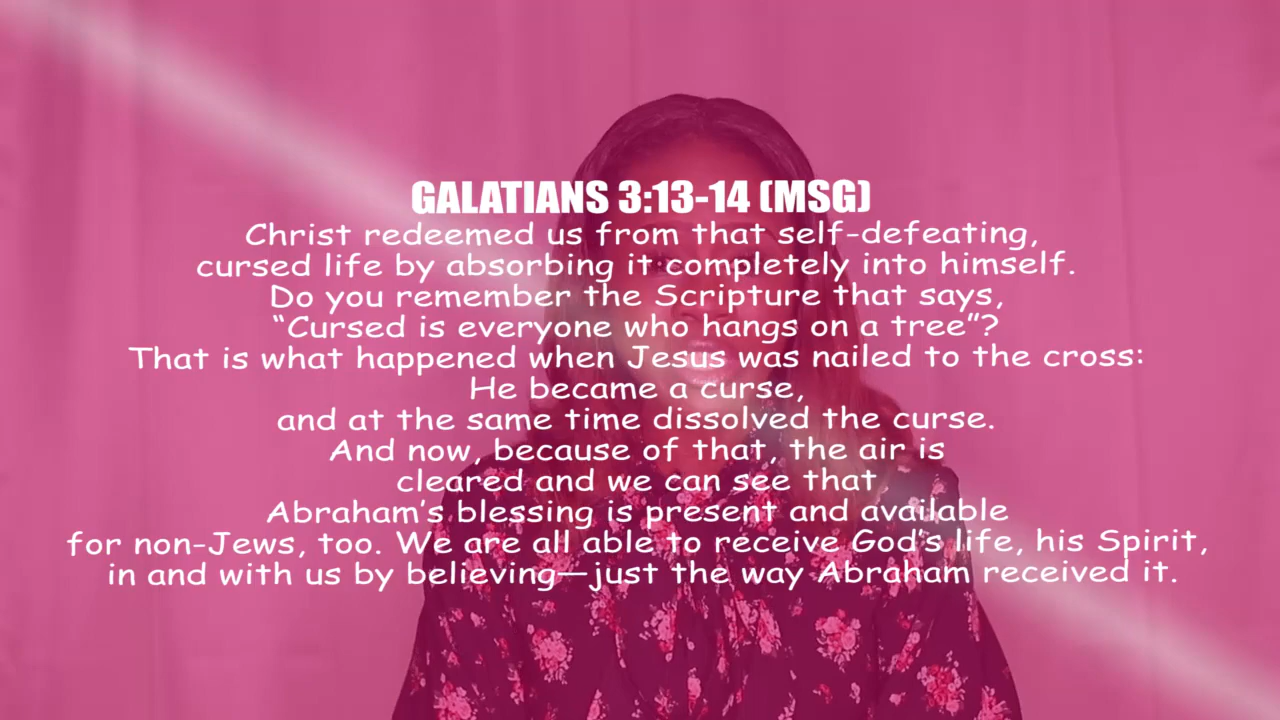 GALATIANS 3:13-14 (MSG)
Christ redeemed us from that self-defeating,
cursed life by absorbing it completely into himself.
Do you remember the Scripture that says,
“Cursed is everyone who hangs on a tree”?
That is what happened when Jesus was nailed to the cross:
He became a curse,
and at the same time dissolved the curse.
And now, because of that, the air is
cleared and we can see that
Abraham’s blessing is present and available
for non-Jews, too. We are all able to receive God’s life, his Spirit,
in and with us by believing—just the way Abraham received it.